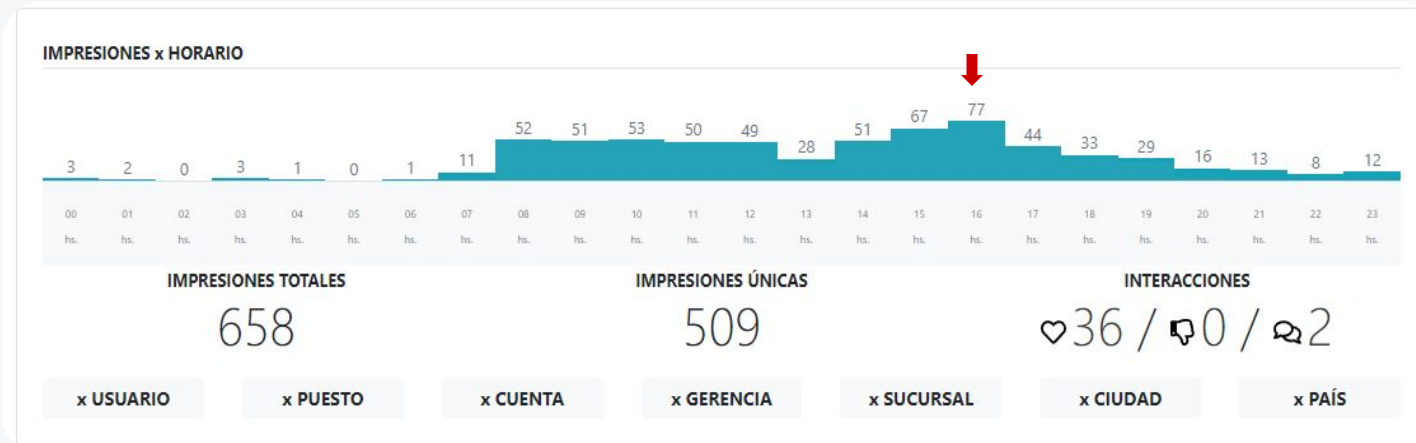 IMPRESIONES x HORARIO
3 2 0 3 1 0 1 11 52 51 53 50 49 28 51 67 77 44 33 29 16 13 8 12
00 01 02 03 04 05 06 07 08 09 10 11 12 13 14 15 16 17 18 19 20 21 22 23
hs. hs. hs. hs. hs. hs. hs. hs. hs. hs. hs. hs. hs. hs. hs. hs. hs. hs. hs. hs. hs. hs. hs. hs.
IMPRESIONES TOTALES IMPRESIONES ÚNICAS INTERACCIONES
658 509 36 / 0 / 2
x USUARIO x PUESTO x CUENTA x GERENCIA x SUCURSAL x CIUDAD x PAÍS